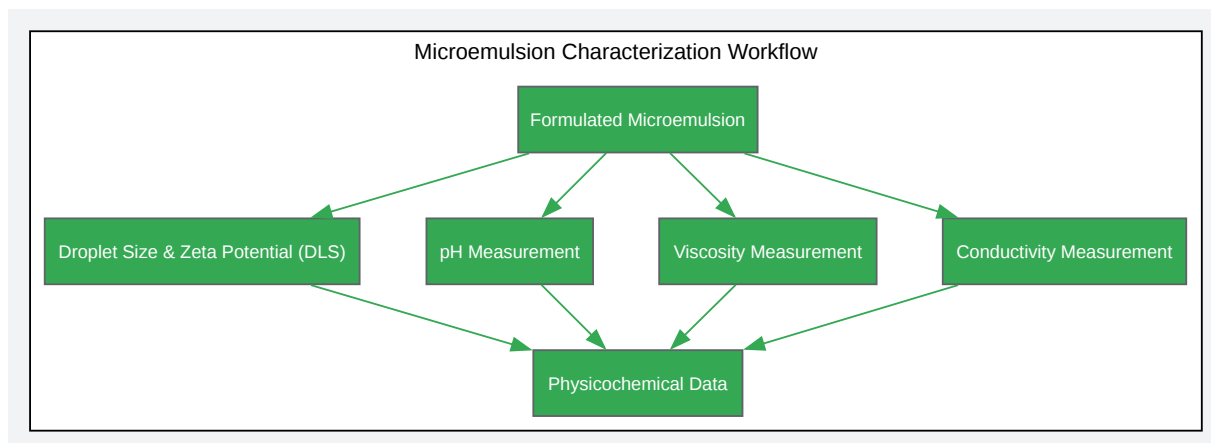 Microemulsion Characterization Workflow
Formulated Microemulsion
Droplet Size & Zeta Potential (DLS)
pH Measurement
Viscosity Measurement
Conductivity Measurement
Physicochemical Data